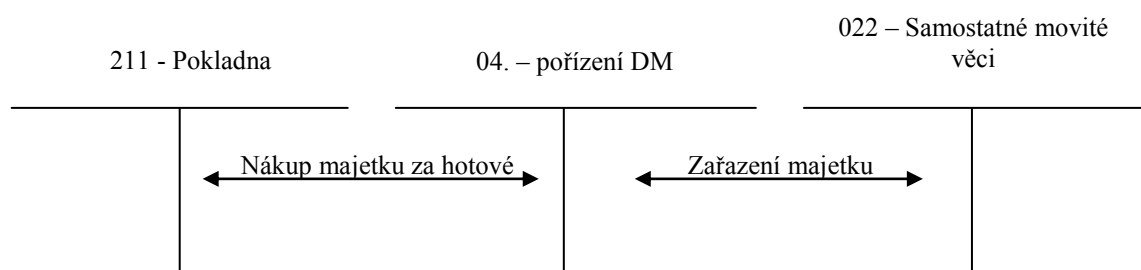 022 – Samostatné movité
věci
211 - Pokladna
04. – pořízení DM
Nákup majetku za hotové
Zařazení majetku